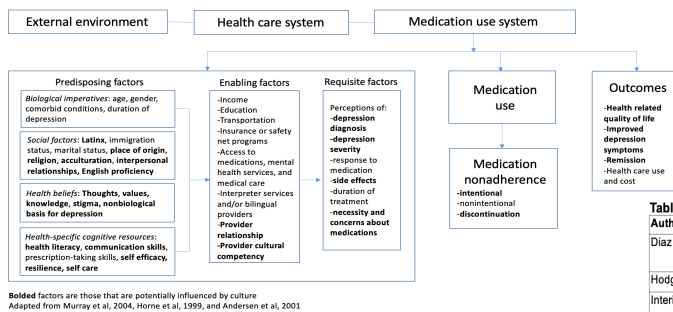 External environment
Health care system
Medication use system
Predisposing factors
Biological imperatives: age, gender,
comorbid conditions, duration of
depression
Social factors: Latinx, immigration
status, marital status, place of origin,
religion, acculturation, interpersonal
relationships, English proficiency
Health beliefs: Thoughts, values,
knowledge, stigma, nonbiological
basis for depression
Health-specific cognitive resources:
health literacy, communication skills,
prescription-taking skills, self efficacy,
resilience, self care
Enabling factors
-Income
-Education
-Transportation
-Insurance or safety
net programs
-Access to
medications, mental
health services, and
medical care
-Interpreter services
and/or bilingual
providers
-Provider
relationship
-Provider cultural
competency
Requisite factors
Perceptions of:
-depression
diagnosis
-depression
severity
-response to
medication
-side effects
-duration of
treatment
-necessity and
concerns about
medications
Medication
use
Medication
nonadherence
-intentional
-nonintentional
-discontinuation
Outcomes
-Health related
quality of life
-Improved
depression
symptoms
-Remission
-Health care use
and cost
Bolded factors are those that are potentially influenced by culture
Adapted from Murray et al, 2004, Horne et al, 1999, and Andersen et al, 2001
Tabl
Auth
Diaz
Hodg
Interi